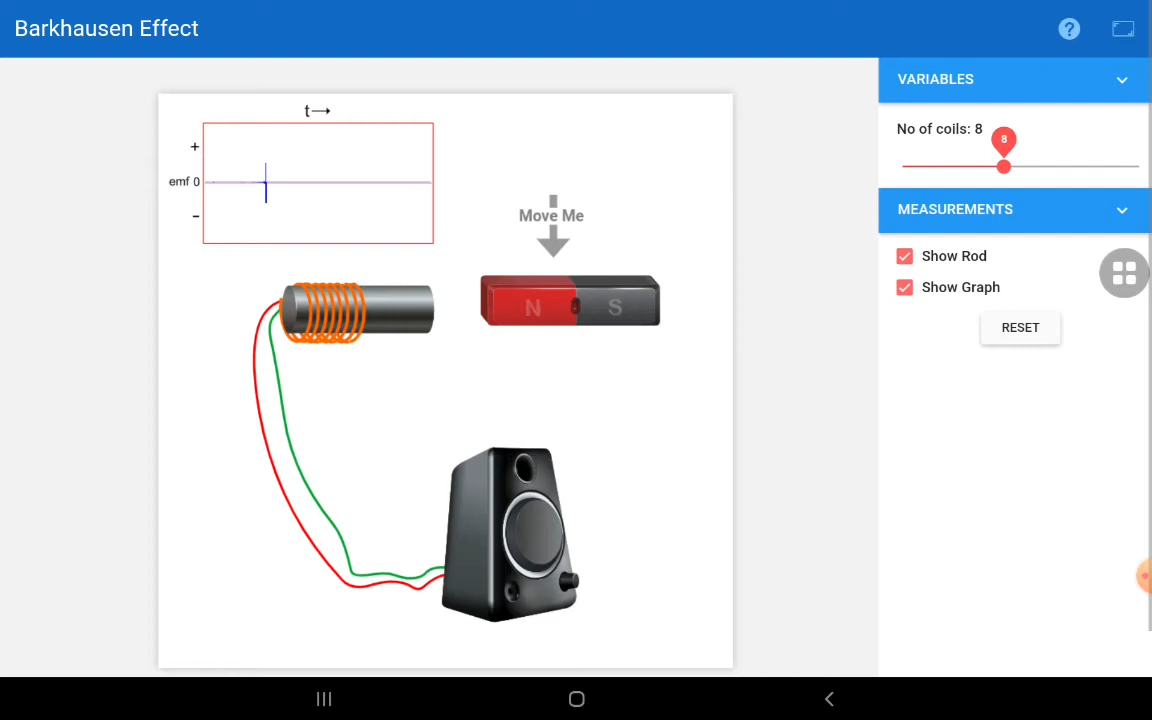 Barkhausen Effect
?
t→
+
emf 0
−
Move Me
N S
VARIABLES
No of coils: 8
8
MEASUREMENTS
Show Rod
Show Graph
RESET